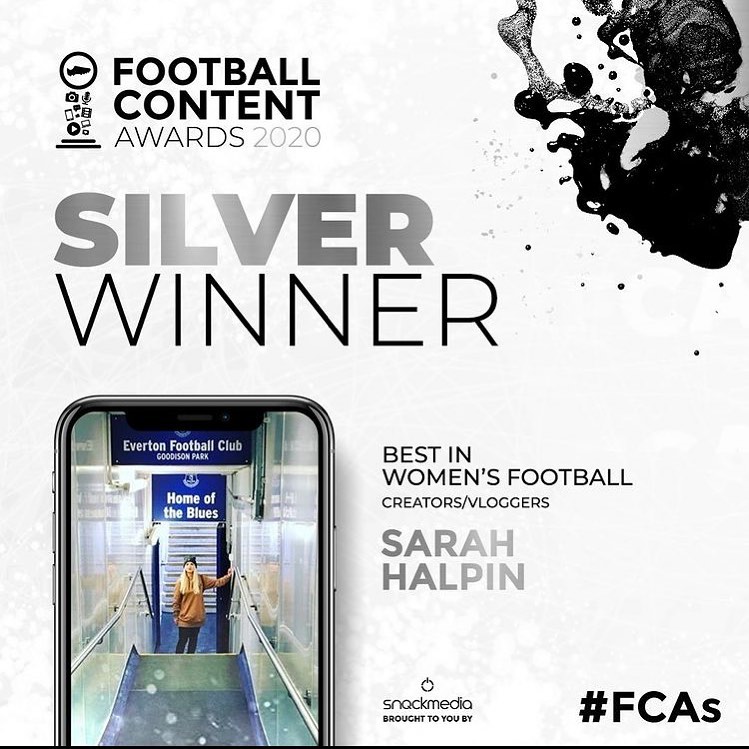 FOOTBALL
CONTENT
AWARDS 2020
SILVER
WINNER
Everton Football Club
GOODISON PARK
Home of
the Blues
BEST IN
WOMEN'S FOOTBALL
CREATORS/VLOGGERS
SARAH
HALPIN
snackmedia
BROUGHT TO YOU BY
#FCAs